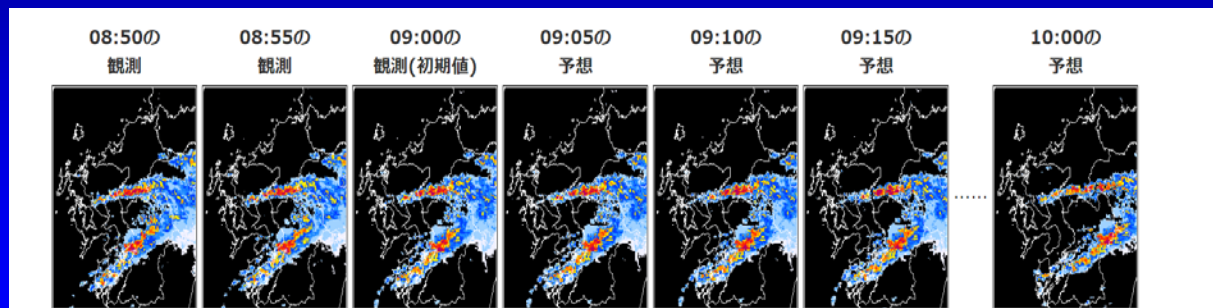 08:50の
観測
08:55の
観測
09:00の
観測(初期値)
09:05の
予想
09:10の
予想
09:15の
予想
……
10:00の
予想